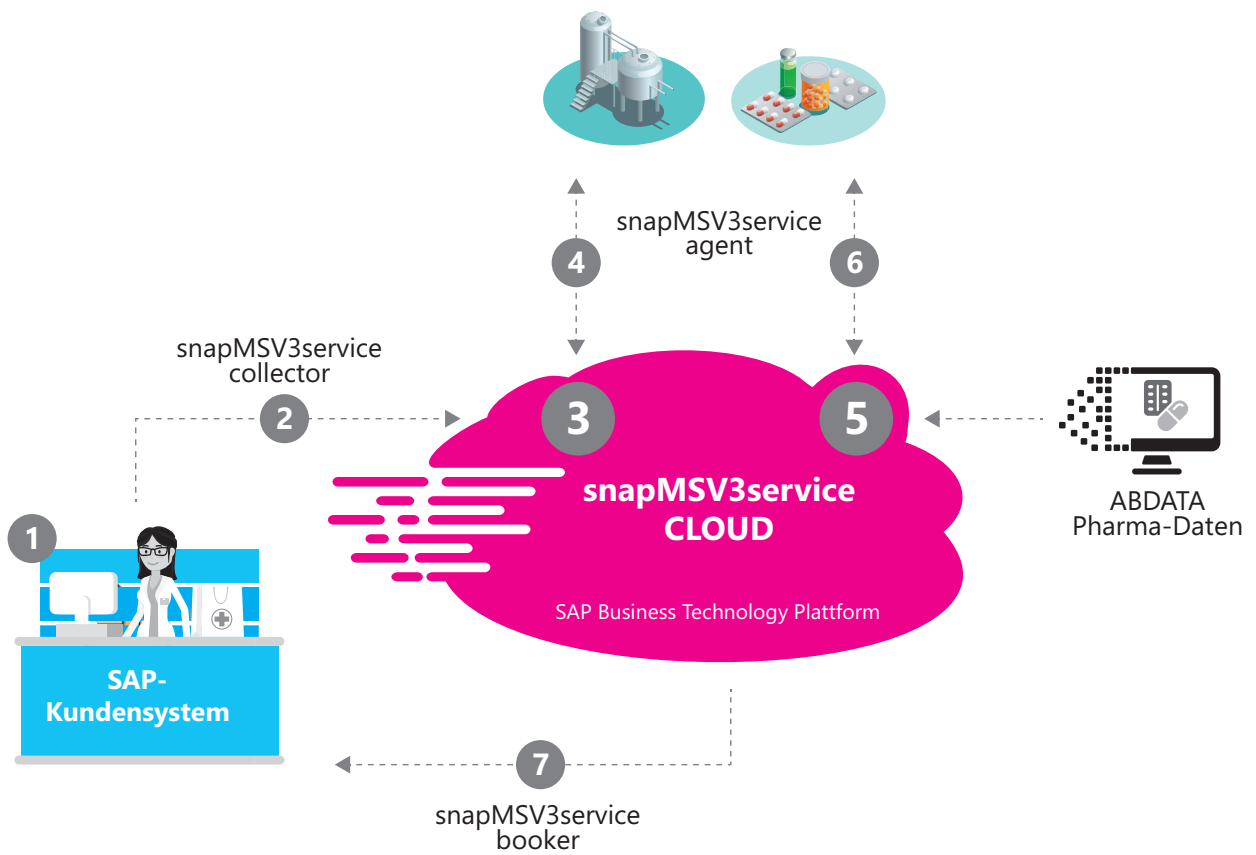 snapMSV3service
agent
4
6
snapMSV3service
collector
2
3
5
snapMSV3service
CLOUD
SAP Business Technology Plattform
ABDATA
Pharma-Daten
1
SAP-
Kundensystem
7
snapMSV3service
booker